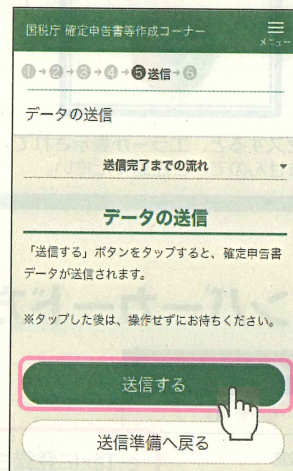 国税庁 確定申告書等作成コーナー
メニュー
❶→❷→❸→❹→❺送信→❻
データの送信
送信完了までの流れ
データの送信
「送信する」ボタンをタップすると、確定申告書
データが送信されます。
※タップした後は、操作せずにお待ちください。
送信する
送信準備へ戻る